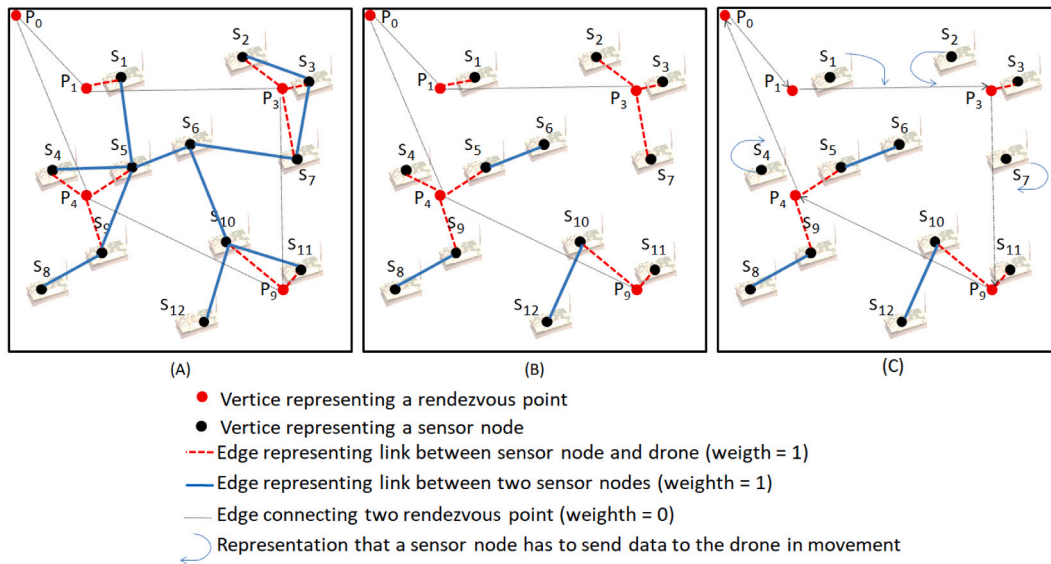 P0
S1
P1
S2
S3
P3
S6
S4
S5
S7
P4
S9
S10
S11
S8
P9
S12
(A)
P0
S1
P1
S2
S3
P3
S6
S4
S5
S7
P4
S9
S10
S11
S8
P9
S12
(B)
P0
S1
P1
S2
S3
P3
S6
S4
S5
S7
P4
S9
S10
S11
S8
P9
S12
(C)
Vertice representing a rendezvous point
Vertice representing a sensor node
Edge representing link between sensor node and drone (weigth = 1)
Edge representing link between two sensor nodes (weighth = 1)
Edge connecting two rendezvous point (weighth = 0)
Representation that a sensor node has to send data to the drone in movement